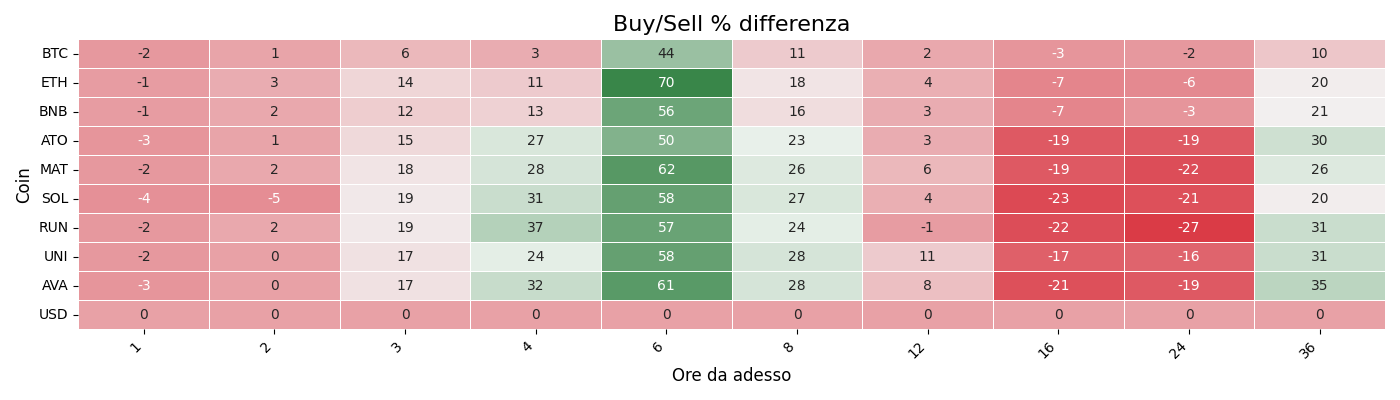 Buy/Sell % differenza
Coin
BTC -2 1 6 3 44 11 2 -3 -2 10
ETH -1 3 14 11 70 18 4 -7 -6 20
BNB -1 2 12 13 56 16 3 -7 -3 21
ATO -3 1 15 27 50 23 3 -19 -19 30
MAT -2 2 18 28 62 26 6 -19 -22 26
SOL -4 -5 19 31 58 27 4 -23 -21 20
RUN -2 2 19 37 57 24 -1 -22 -27 31
UNI -2 0 17 24 58 28 11 -17 -16 31
AVA -3 0 17 32 61 28 8 -21 -19 35
USD 0 0 0 0 0 0 0 0 0 0
1 2 3 4 6 8 12 16 24 36
Ore da adesso